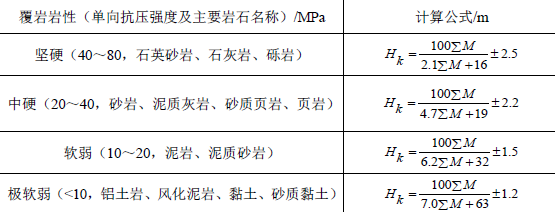 覆岩岩性（单向抗压强度及主要岩石名称）/MPa 计算公式/m
坚硬（40～80，石英砂岩、石灰岩、砾岩） H_k = 100∑M / (2.1∑M+16) ±2.5
中硬（20～40，砂岩、泥质灰岩、砂质页岩、页岩） H_k = 100∑M / (4.7∑M+19) ±2.2
软弱（10～20，泥岩、泥质砂岩） H_k = 100∑M / (6.2∑M+32) ±1.5
极软弱（<10，铝土岩、风化泥岩、黏土、砂质黏土） H_k = 100∑M / (7.0∑M+63) ±1.2